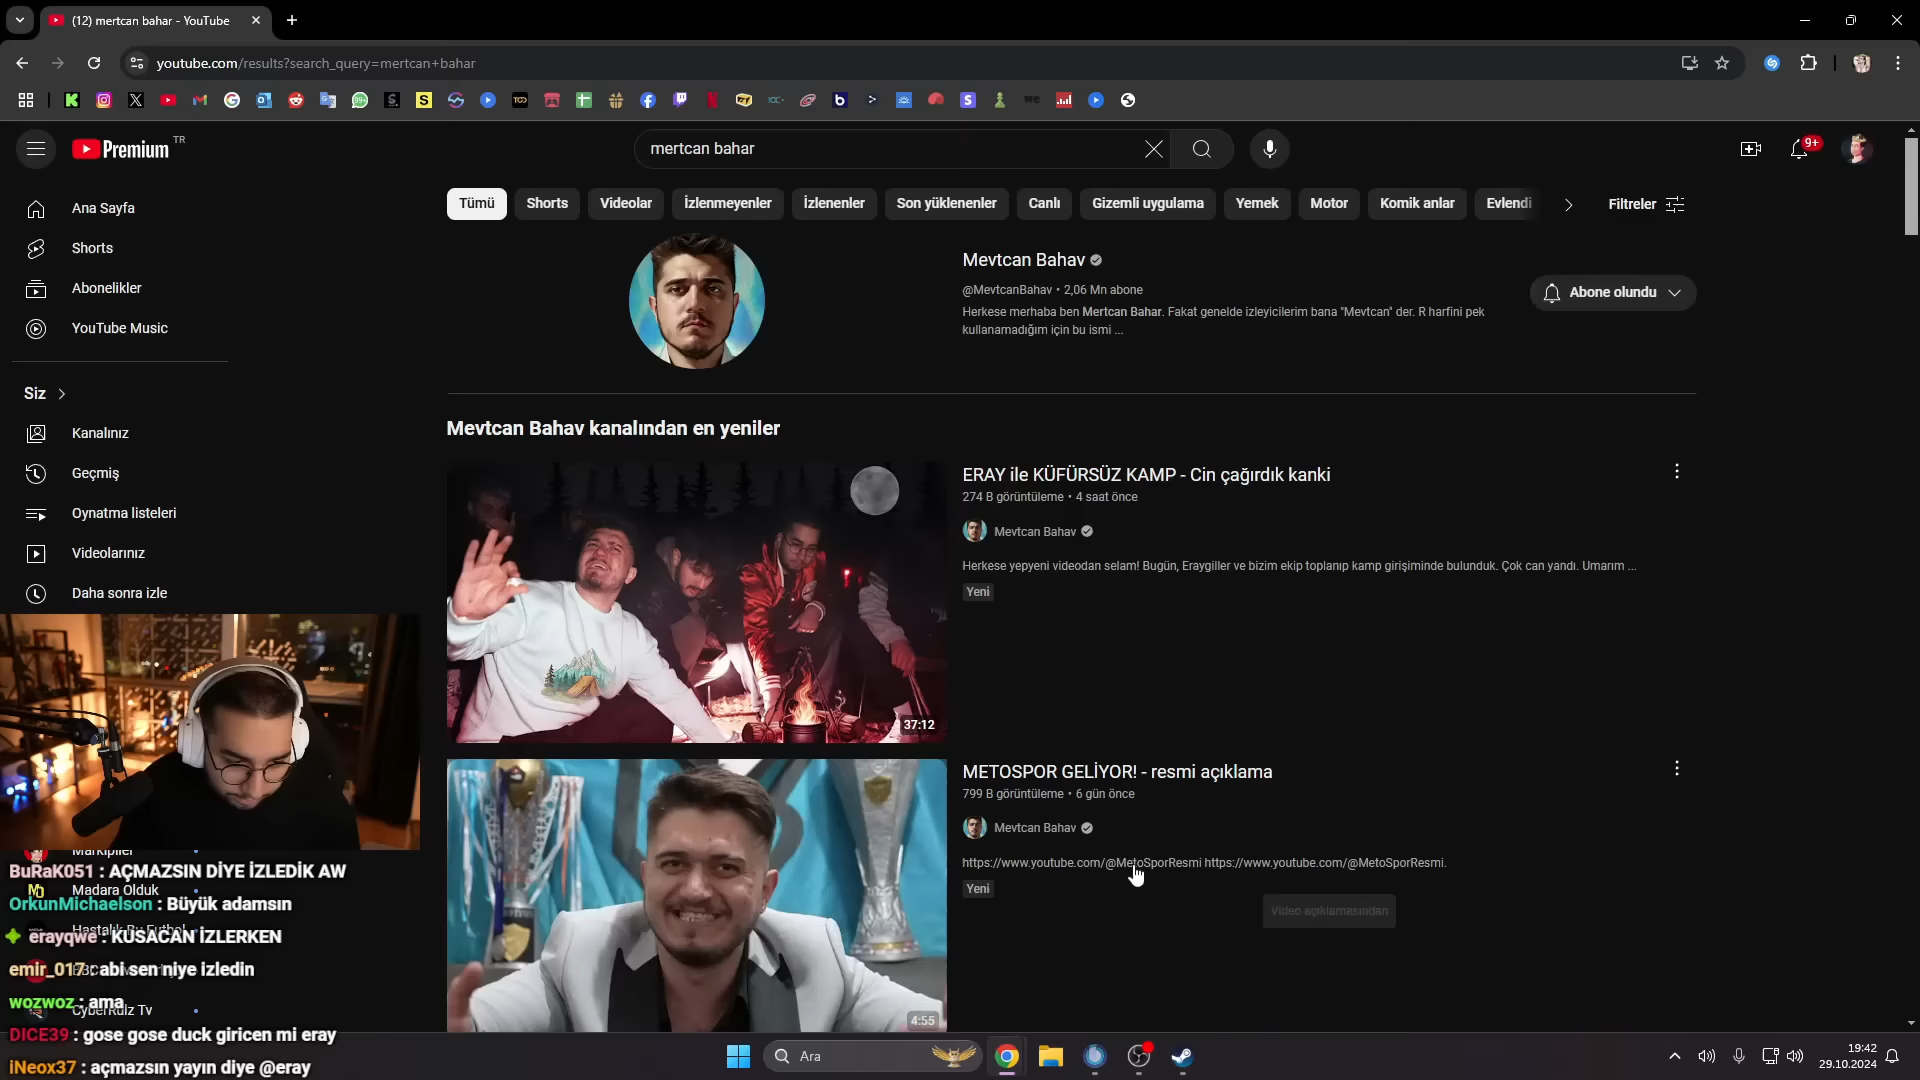 (12) mertcan bahar - YouTube
youtube.com/results?search_query=mertcan+bahar
Premium TR
mertcan bahar
9+
Ana Sayfa
Shorts
Abonelikler
YouTube Music
Siz
Kanalınız
Geçmiş
Oynatma listeleri
Videolarınız
Daha sonra izle
Tümü
Shorts
Videolar
İzlenmeyenler
İzlenenler
Son yüklenenler
Canlı
Gizemli uygulama
Yemek
Motor
Komik anlar
Evlendi
Filtreler
Mevtcan Bahav
@MevtcanBahav • 2,06 Mn abone
Herkese merhaba ben Mertcan Bahar. Fakat genelde izleyicilerim bana "Mevtcan" der. R harfini pek
kullanamadığım için bu ismi ...
Abone olundu
Mevtcan Bahav kanalından en yeniler
37:12
ERAY ile KÜFÜRSÜZ KAMP - Cin çağırdık kanki
274 B görüntüleme • 4 saat önce
Mevtcan Bahav
Herkese yepyeni videodan selam! Bugün, Eraygiller ve bizim ekip toplanıp kamp girişiminde bulunduk. Çok can yandı. Umarım ...
Yeni
4:55
METOSPOR GELİYOR! - resmi açıklama
799 B görüntüleme • 6 gün önce
Mevtcan Bahav
https://www.youtube.com/@MetoSporResmi https://www.youtube.com/@MetoSporResmi.
Yeni
Video açıklamasından
Markiplier
BuRaK051 : AÇMAZSIN DİYE İZLEDİK AW
Madara Olduk
OrkunMichaelson : Büyük adamsın
Hastalık Bu Futbol
erayqwe : KUSACAN İZLERKEN
emir_017 : abi sen niye izledin
wozwoz : ama
CyberRulz Tv
DICE39 : gose gose duck giricen mi eray
iNeox37 : açmazsın yayın diye @eray
Ara
19:42
29.10.2024